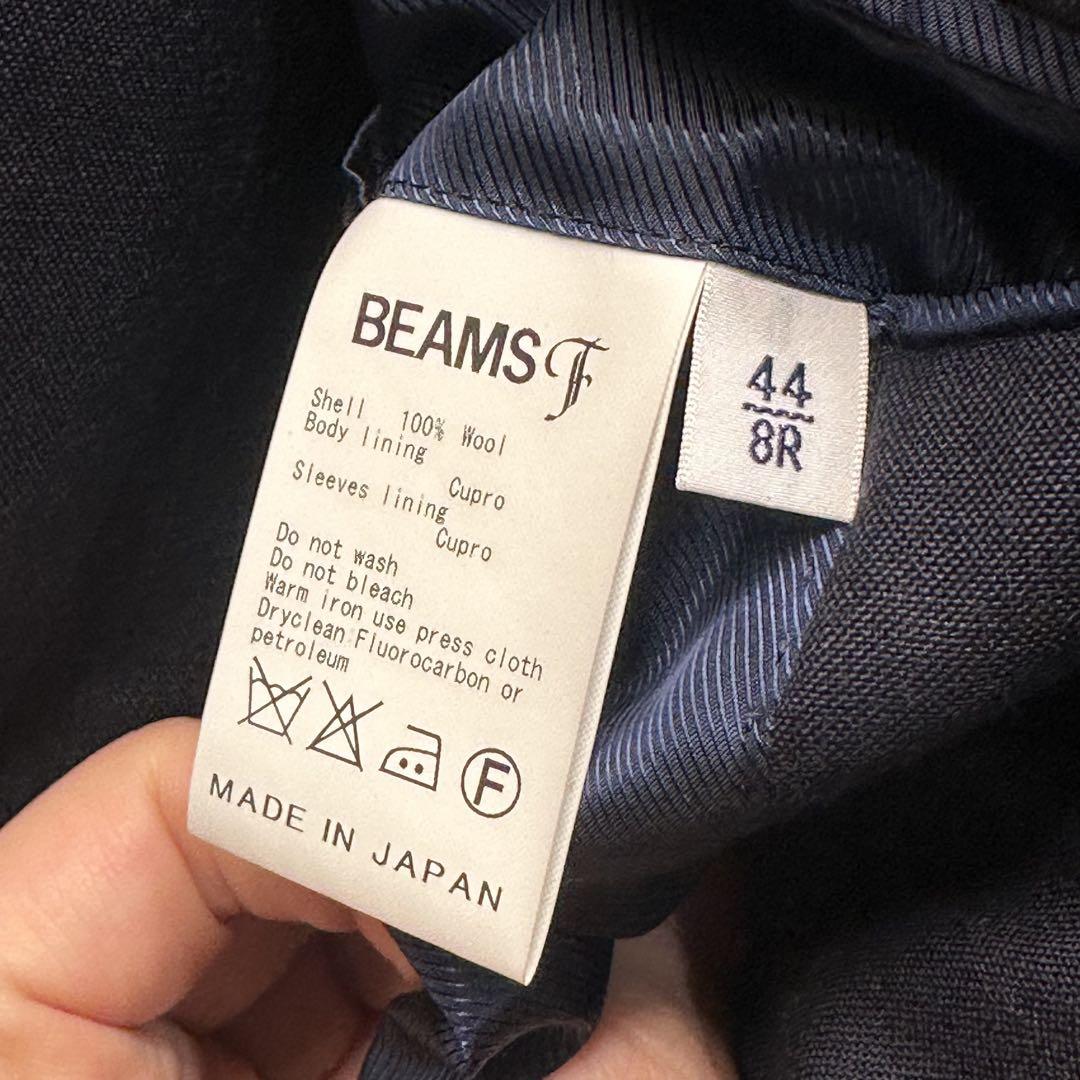 BEAMS F
Shell 100% Wool
Body lining
Cupro
Sleeves lining
Cupro
Do not wash
Do not bleach
Warm iron use press cloth
Dryclean Fluorocarbon or
petroleum
F
MADE IN JAPAN
44
8R